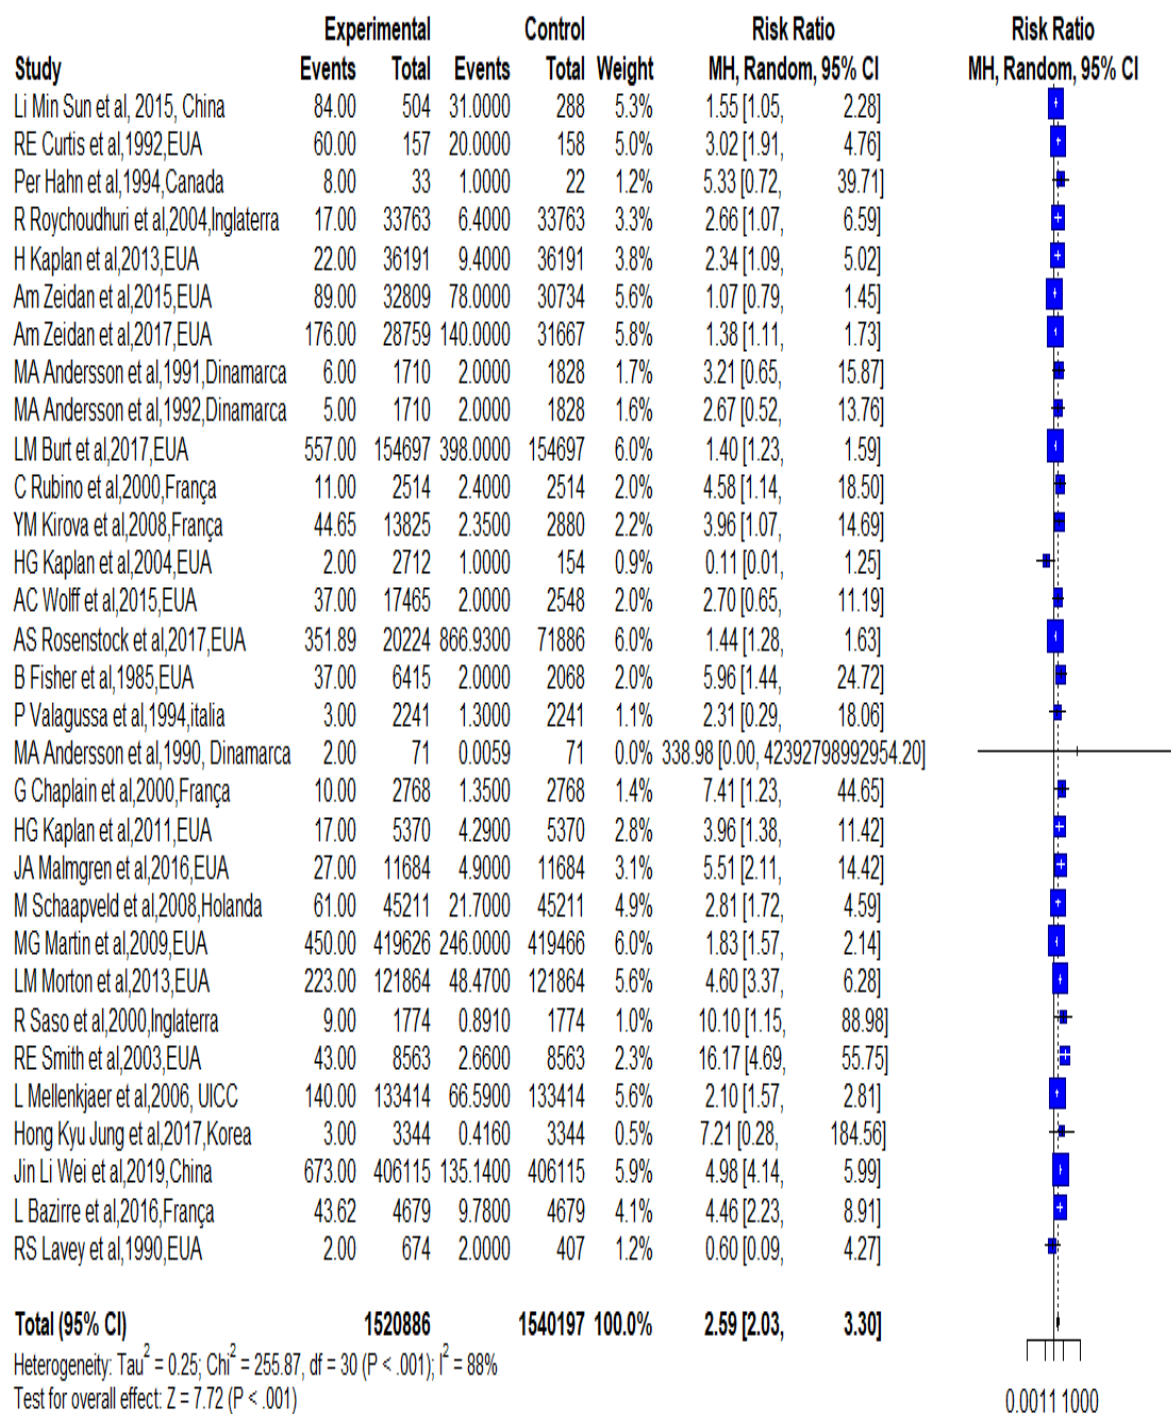 Experimental Control Risk Ratio Risk Ratio
Study Events Total Events Total Weight MH, Random, 95% CI MH, Random, 95% CI
Li Min Sun et al, 2015, China 84.00 504 31.0000 288 5.3% 1.55 [1.05, 2.28]
RE Curtis et al,1992,EUA 60.00 157 20.0000 158 5.0% 3.02 [1.91, 4.76]
Per Hahn et al,1994,Canada 8.00 33 1.0000 22 1.2% 5.33 [0.72, 39.71]
R Roychoudhuri et al,2004,Inglaterra 17.00 33763 6.4000 33763 3.3% 2.66 [1.07, 6.59]
H Kaplan et al,2013,EUA 22.00 36191 9.4000 36191 3.8% 2.34 [1.09, 5.02]
Am Zeidan et al,2015,EUA 89.00 32809 78.0000 30734 5.6% 1.07 [0.79, 1.45]
Am Zeidan et al,2017,EUA 176.00 28759 140.0000 31667 5.8% 1.38 [1.11, 1.73]
MA Andersson et al,1991,Dinamarca 6.00 1710 2.0000 1828 1.7% 3.21 [0.65, 15.87]
MA Andersson et al,1992,Dinamarca 5.00 1710 2.0000 1828 1.6% 2.67 [0.52, 13.76]
LM Burt et al,2017,EUA 557.00 154697 398.0000 154697 6.0% 1.40 [1.23, 1.59]
C Rubino et al,2000,França 11.00 2514 2.4000 2514 2.0% 4.58 [1.14, 18.50]
YM Kirova et al,2008,França 44.65 13825 2.3500 2880 2.2% 3.96 [1.07, 14.69]
HG Kaplan et al,2004,EUA 2.00 2712 1.0000 154 0.9% 0.11 [0.01, 1.25]
AC Wolff et al,2015,EUA 37.00 17465 2.0000 2548 2.0% 2.70 [0.65, 11.19]
AS Rosenstock et al,2017,EUA 351.89 20224 866.9300 71886 6.0% 1.44 [1.28, 1.63]
B Fisher et al,1985,EUA 37.00 6415 2.0000 2068 2.0% 5.96 [1.44, 24.72]
P Valagussa et al,1994,italia 3.00 2241 1.3000 2241 1.1% 2.31 [0.29, 18.06]
MA Andersson et al,1990, Dinamarca 2.00 71 0.0059 71 0.0% 338.98 [0.00, 42392798992954.20]
G Chaplain et al,2000,França 10.00 2768 1.3500 2768 1.4% 7.41 [1.23, 44.65]
HG Kaplan et al,2011,EUA 17.00 5370 4.2900 5370 2.8% 3.96 [1.38, 11.42]
JA Malmgren et al,2016,EUA 27.00 11684 4.9000 11684 3.1% 5.51 [2.11, 14.42]
M Schaapveld et al,2008,Holanda 61.00 45211 21.7000 45211 4.9% 2.81 [1.72, 4.59]
MG Martin et al,2009,EUA 450.00 419626 246.0000 419466 6.0% 1.83 [1.57, 2.14]
LM Morton et al,2013,EUA 223.00 121864 48.4700 121864 5.6% 4.60 [3.37, 6.28]
R Saso et al,2000,Inglaterra 9.00 1774 0.8910 1774 1.0% 10.10 [1.15, 88.98]
RE Smith et al,2003,EUA 43.00 8563 2.6600 8563 2.3% 16.17 [4.69, 55.75]
L Mellenkjaer et al,2006, UICC 140.00 133414 66.5900 133414 5.6% 2.10 [1.57, 2.81]
Hong Kyu Jung et al,2017,Korea 3.00 3344 0.4160 3344 0.5% 7.21 [0.28, 184.56]
Jin Li Wei et al,2019,China 673.00 406115 135.1400 406115 5.9% 4.98 [4.14, 5.99]
L Bazirre et al,2016,França 43.62 4679 9.7800 4679 4.1% 4.46 [2.23, 8.91]
RS Lavey et al,1990,EUA 2.00 674 2.0000 407 1.2% 0.60 [0.09, 4.27]
Total (95% CI) 1520886 1540197 100.0% 2.59 [2.03, 3.30]
Heterogeneity: Tau² = 0.25; Chi² = 255.87, df = 30 (P < .001); I² = 88%
Test for overall effect: Z = 7.72 (P < .001) 0.0011 1000